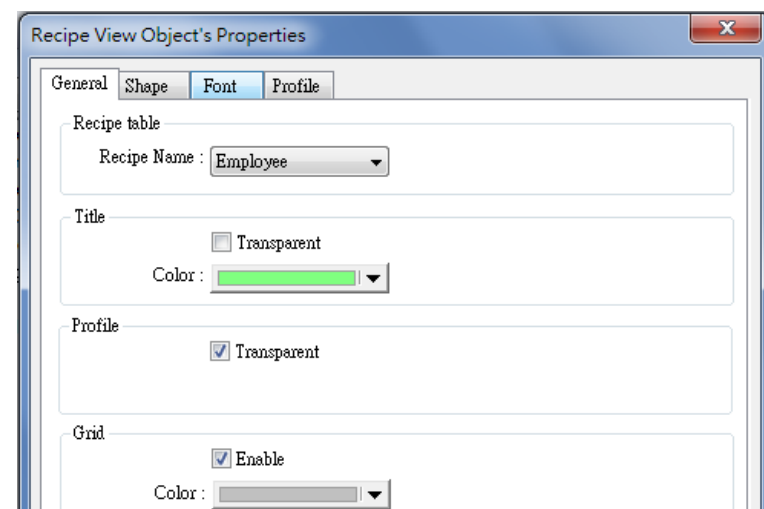 Recipe View Object's Properties
General Shape Font Profile
Recipe table
Recipe Name : Employee
Title
Transparent
Color :
Profile
Transparent
Grid
Enable
Color :